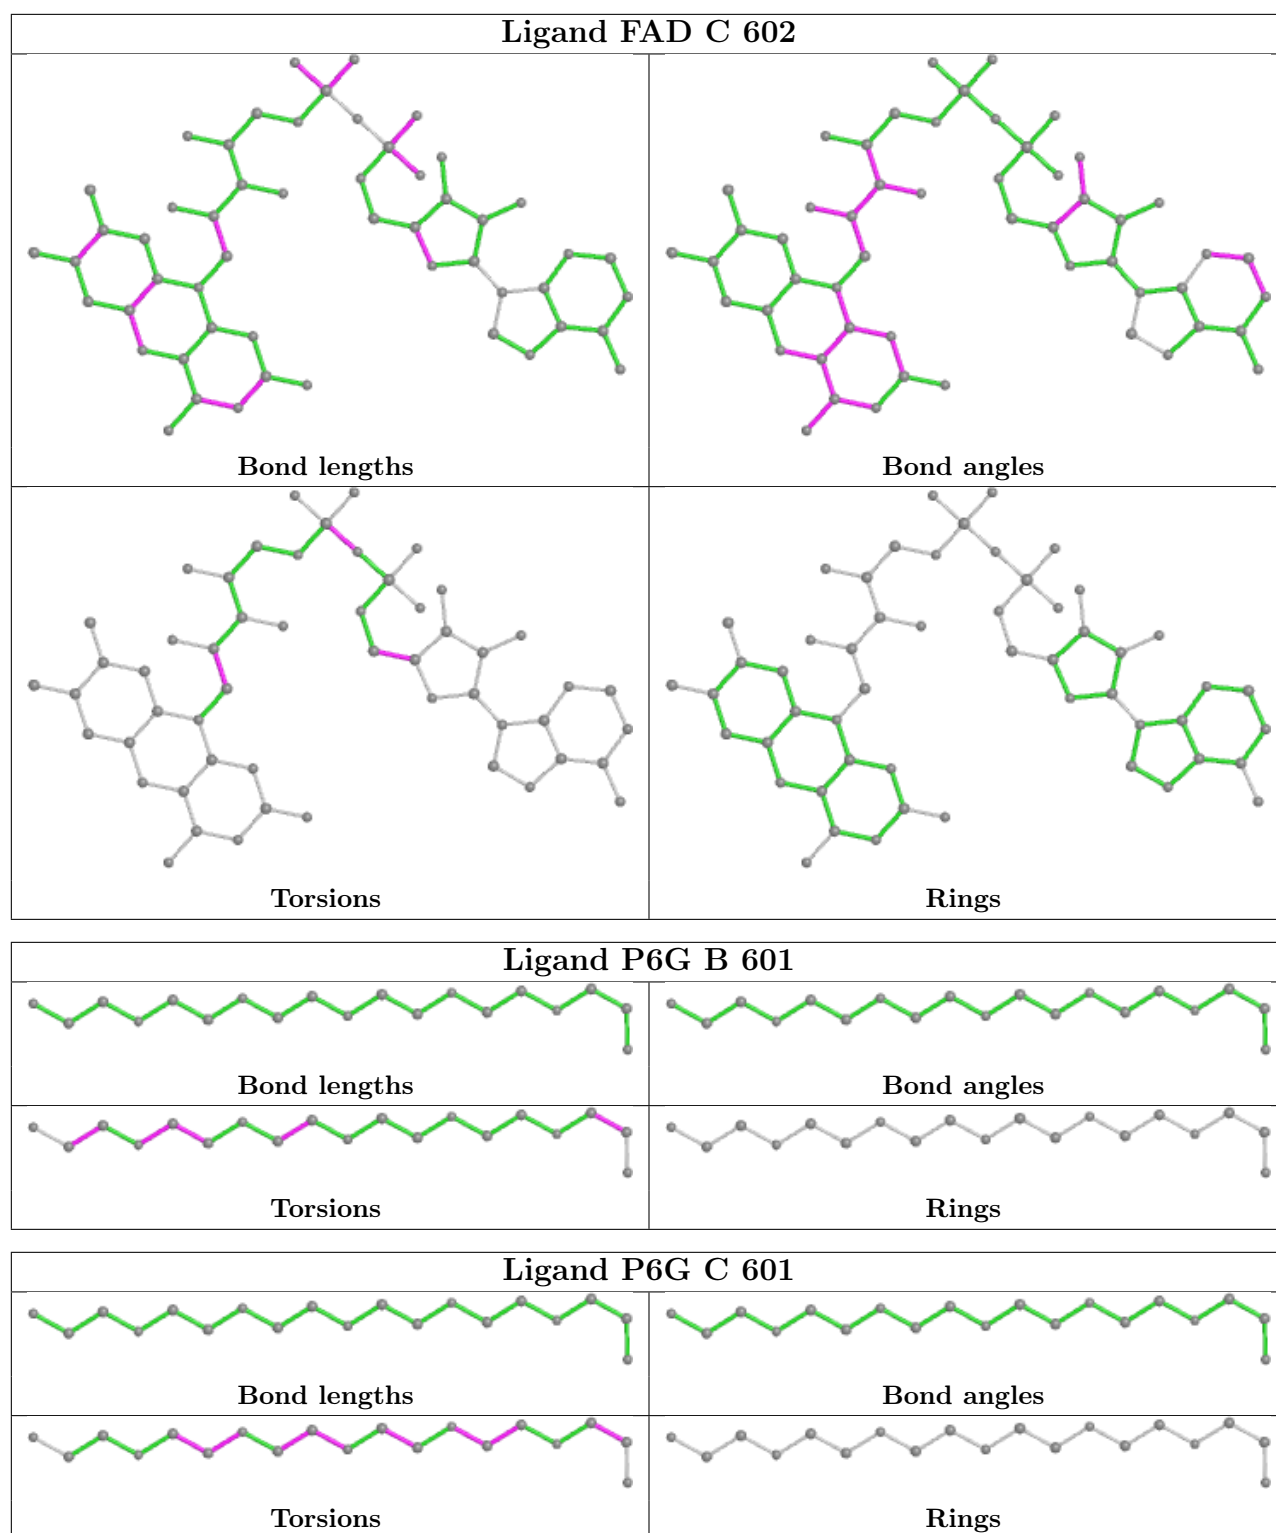 Ligand FAD C 602
Bond lengths
Bond angles
Torsions
Rings
Ligand P6G B 601
Bond lengths
Bond angles
Torsions
Rings
Ligand P6G C 601
Bond lengths
Bond angles
Torsions
Rings